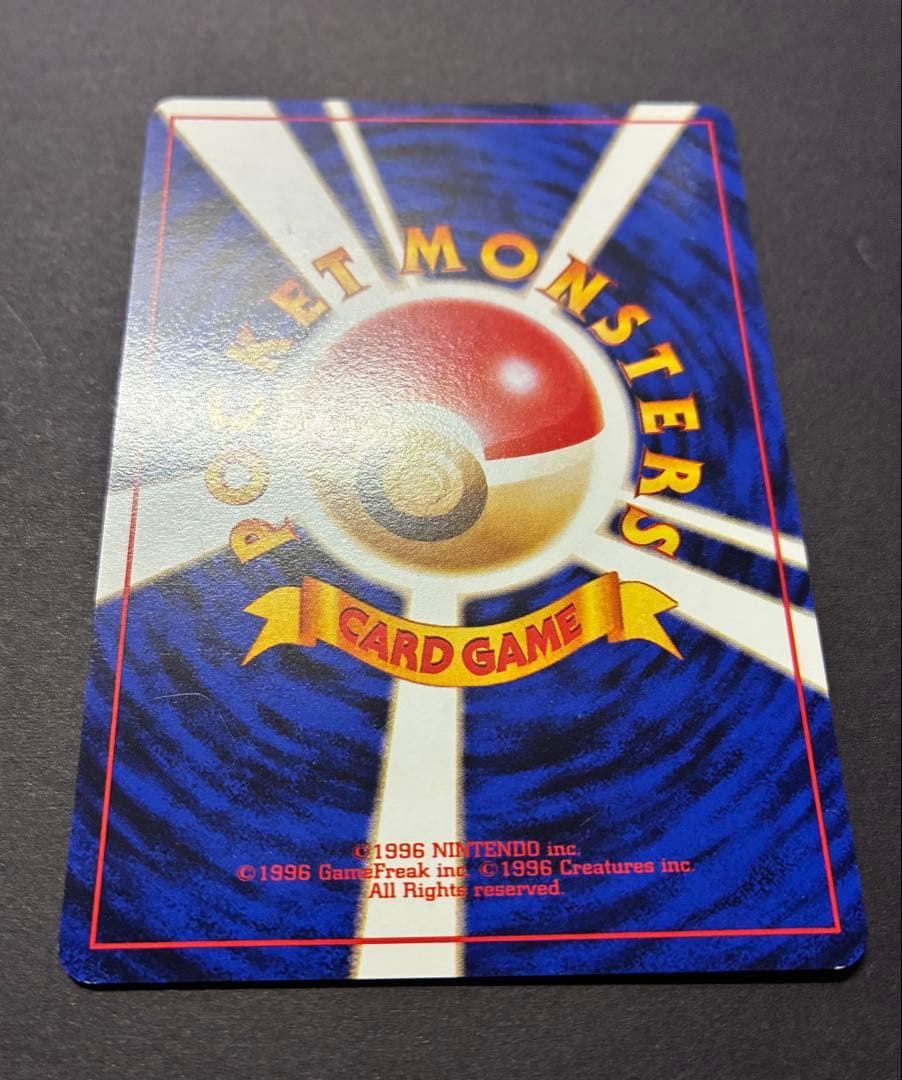 POCKET MONSTERS
CARD GAME
©1996 NINTENDO inc.
©1996 GameFreak inc. ©1996 Creatures inc.
All Rights reserved.